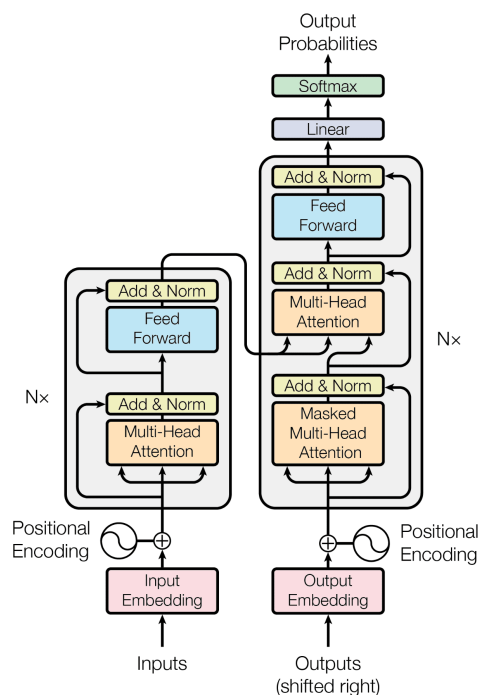 Output
Probabilities
Softmax
Linear
Add & Norm
Feed
Forward
Add & Norm
Multi-Head
Attention
Add & Norm
Masked
Multi-Head
Attention
N×
Add & Norm
Feed
Forward
N×
Add & Norm
Multi-Head
Attention
Positional
Encoding
Positional
Encoding
Input
Embedding
Output
Embedding
Inputs
Outputs
(shifted right)